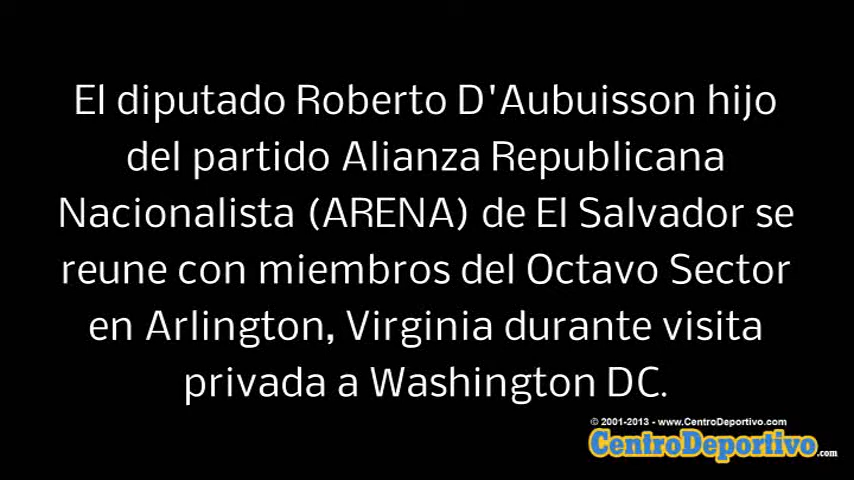 El diputado Roberto D'Aubuisson hijo
del partido Alianza Republicana
Nacionalista (ARENA) de El Salvador se
reune con miembros del Octavo Sector
en Arlington, Virginia durante visita
privada a Washington DC.
© 2001-2013 - www.CentroDeportivo.com
CentroDeportivo.com